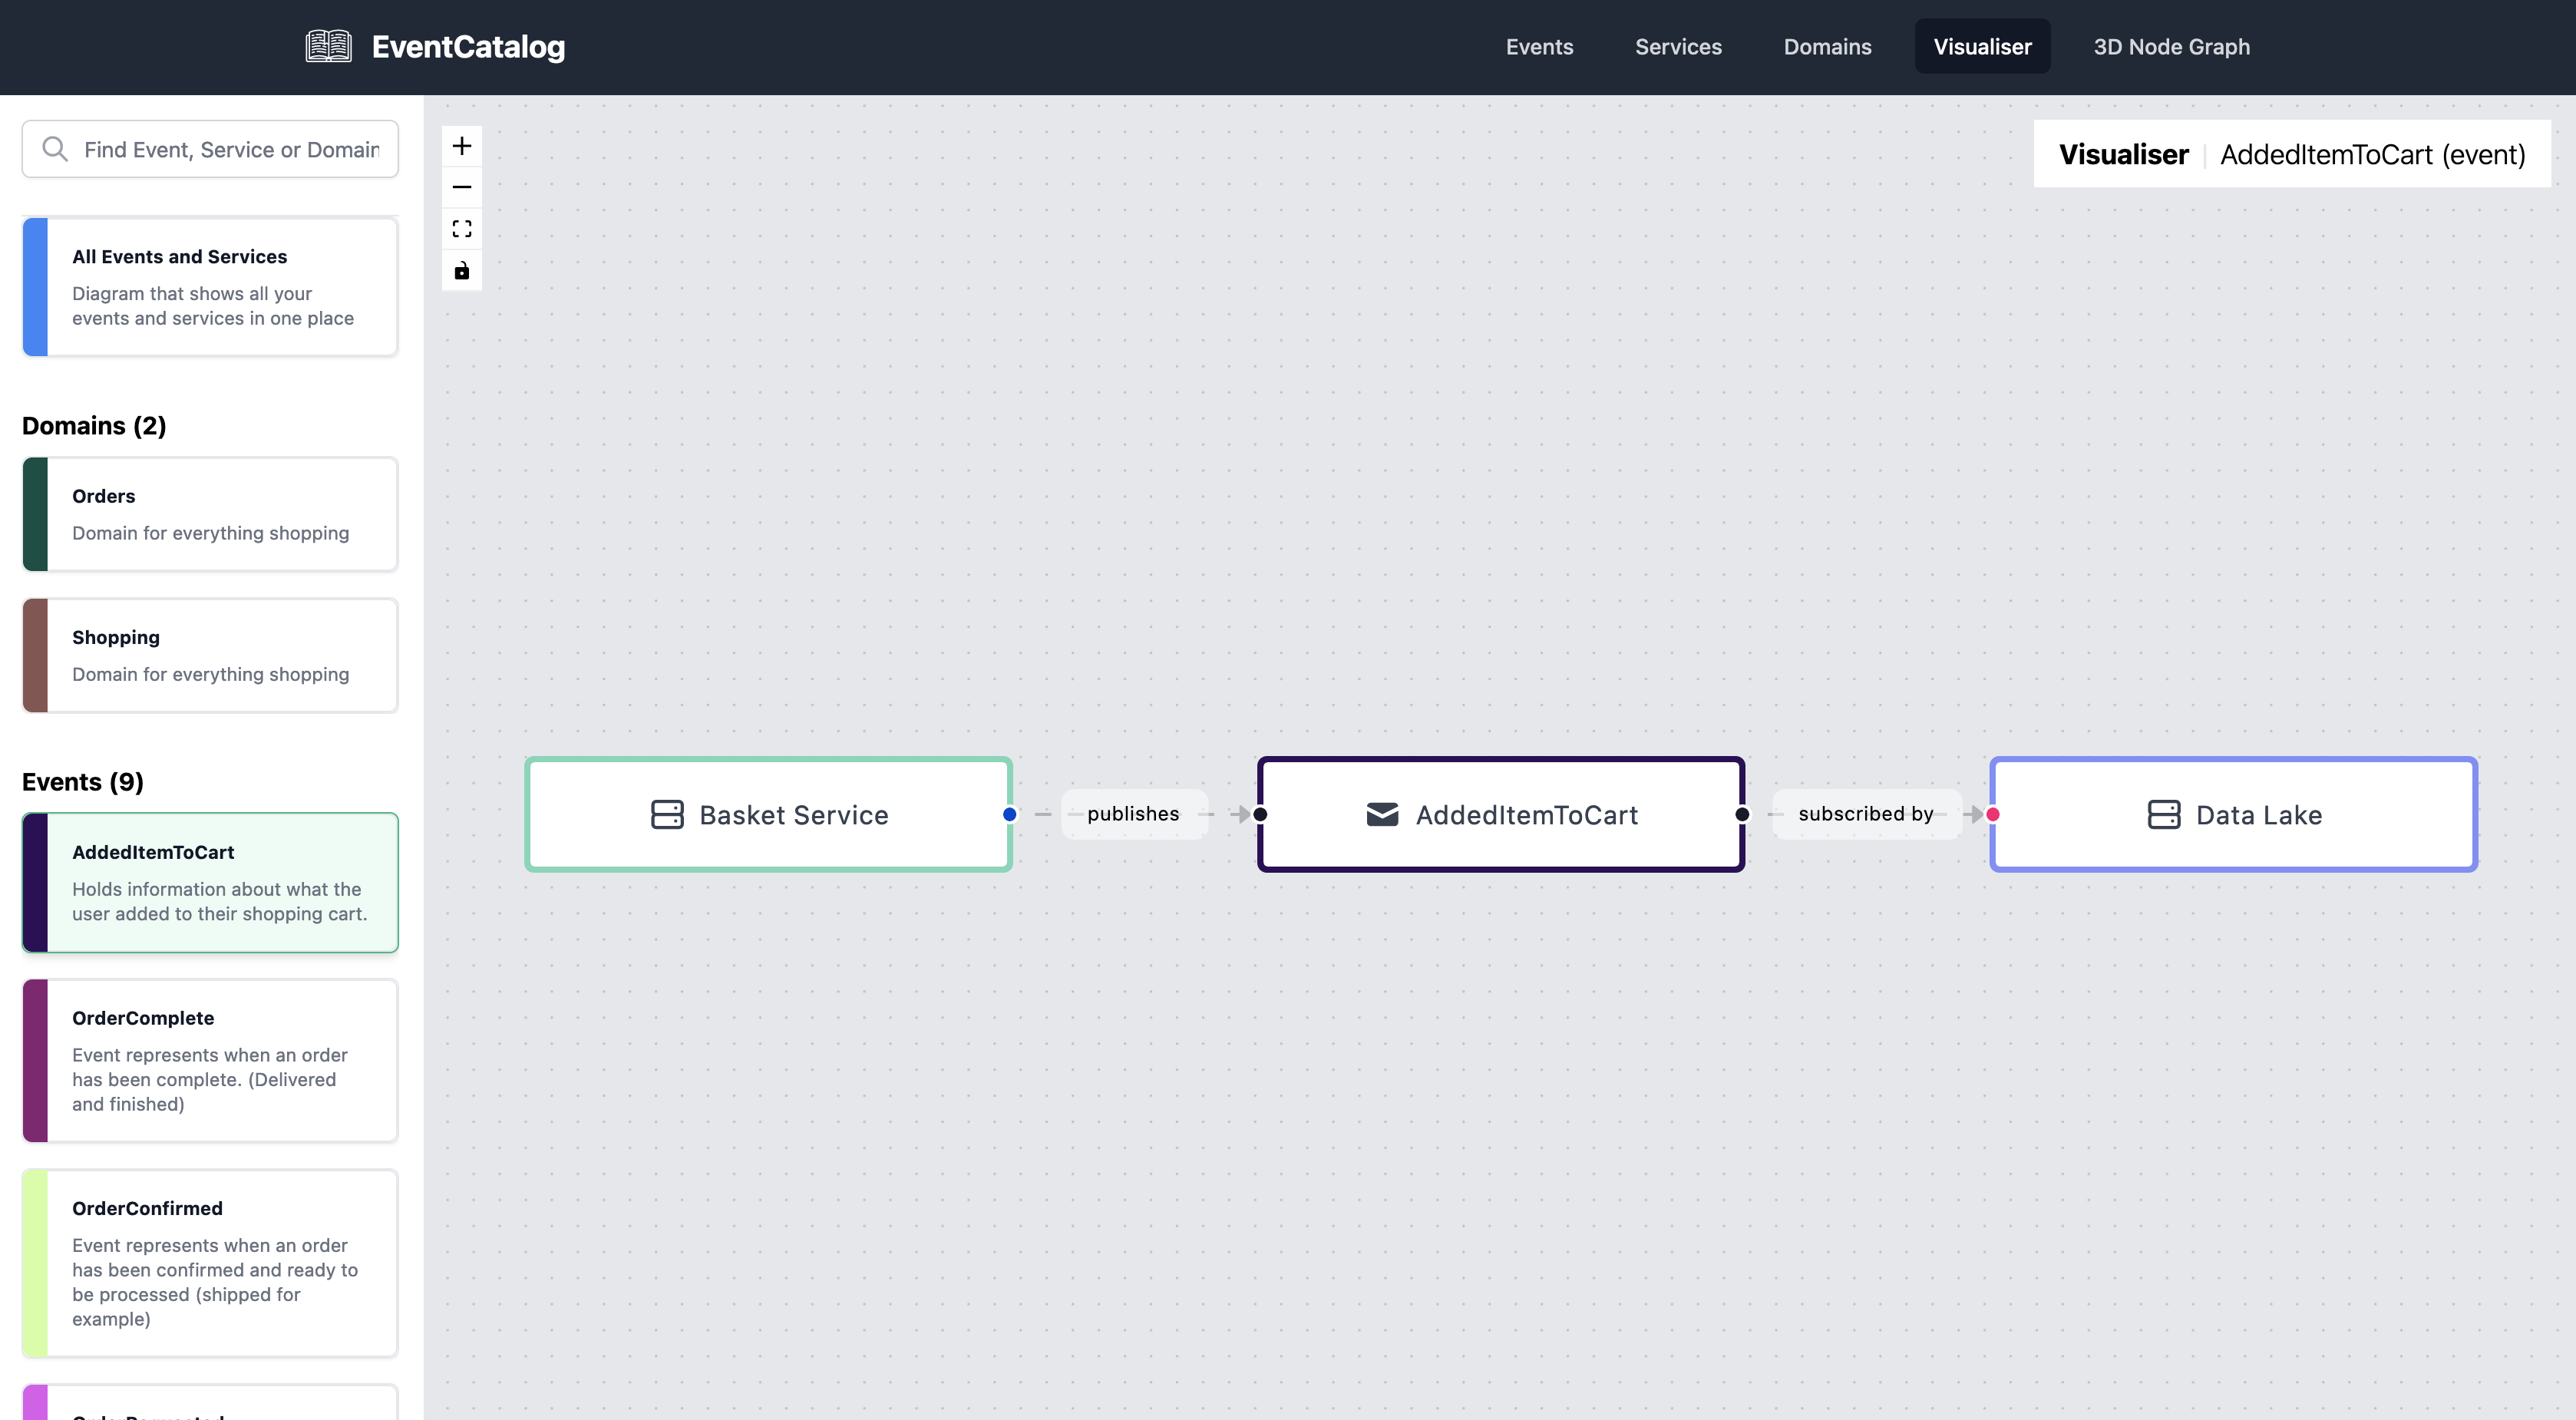 EventCatalog
Events
Services
Domains
Visualiser
3D Node Graph
Find Event, Service or Domain
Visualiser
AddedItemToCart (event)
All Events and Services
Diagram that shows all your
events and services in one place
Domains (2)
Orders
Domain for everything shopping
Shopping
Domain for everything shopping
Events (9)
AddedItemToCart
Holds information about what the
user added to their shopping cart.
OrderComplete
Event represents when an order
has been complete. (Delivered
and finished)
OrderConfirmed
Event represents when an order
has been confirmed and ready to
be processed (shipped for
example)
Basket Service
publishes
AddedItemToCart
subscribed by
Data Lake